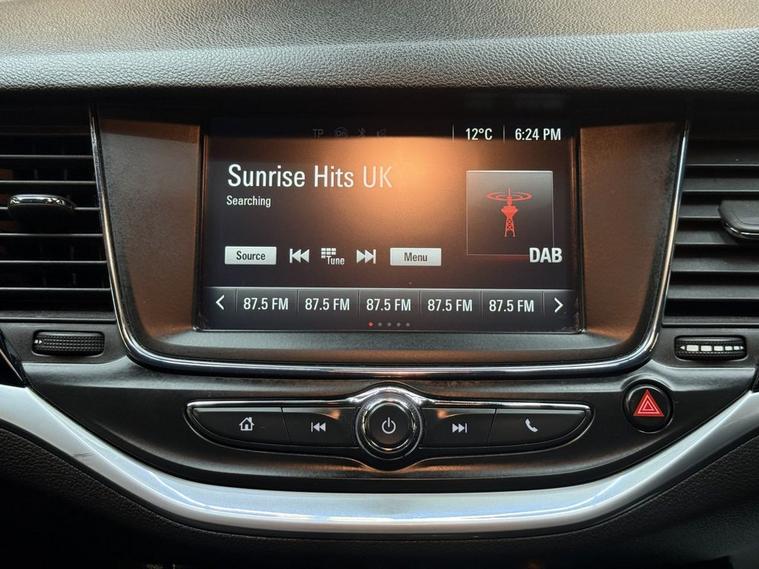 TP
12°C 6:24 PM
Sunrise Hits UK
Searching
DAB
Source Tune Menu
87.5 FM 87.5 FM 87.5 FM 87.5 FM 87.5 FM